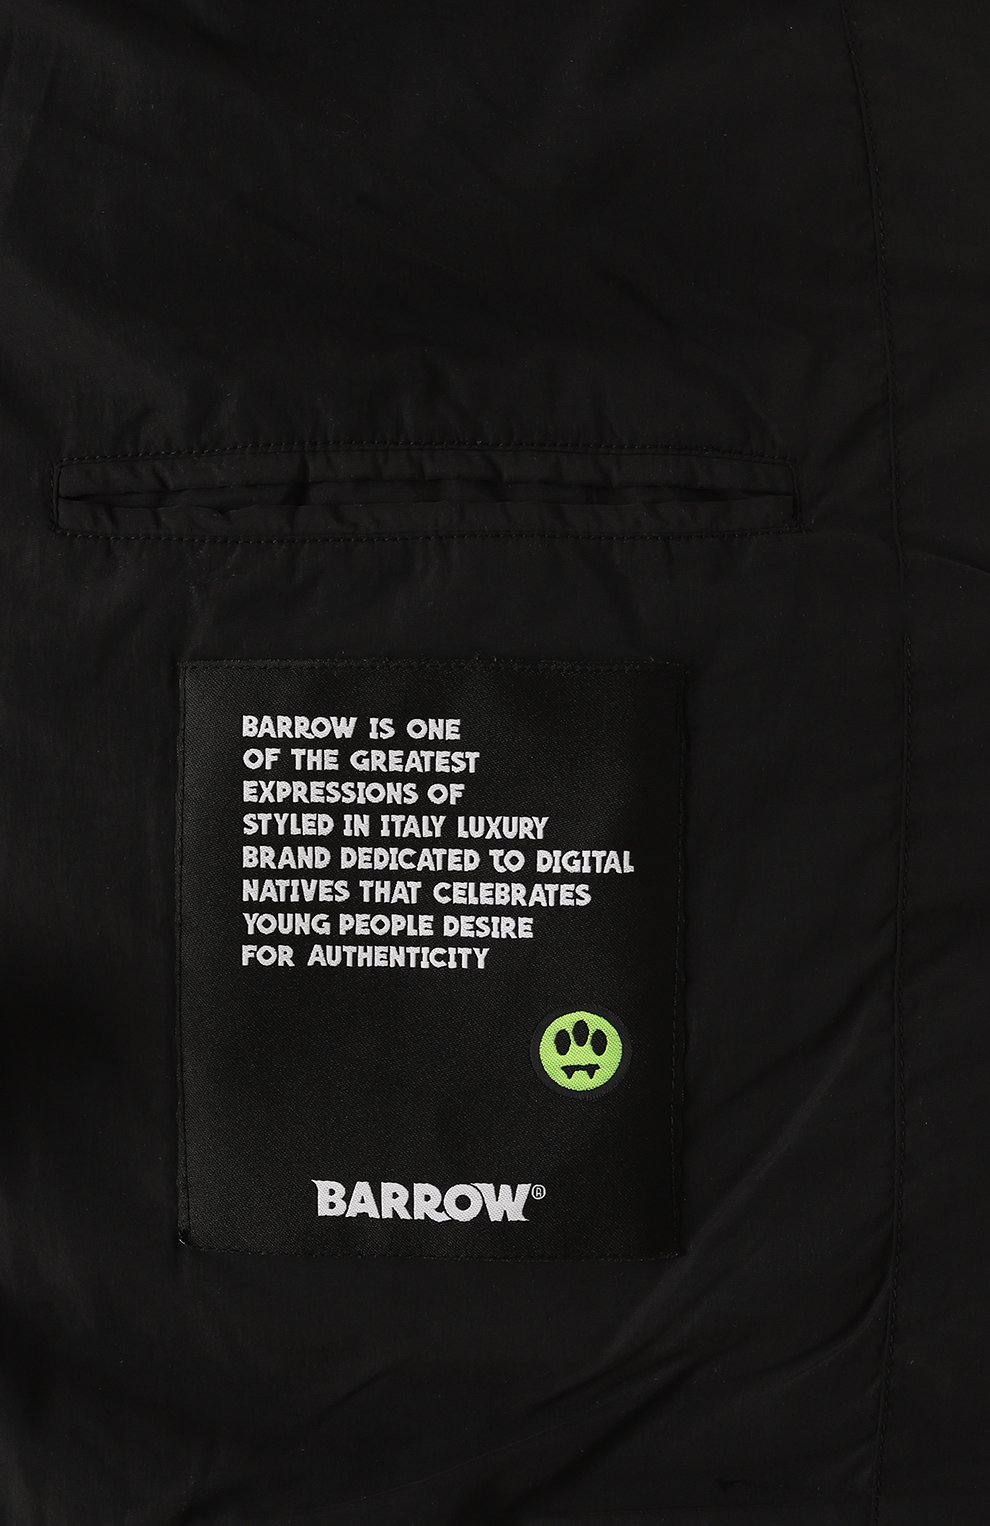 BARROW IS ONE
OF THE GREATEST
EXPRESSIONS OF
STYLED IN ITALY LUXURY
BRAND DEDICATED TO DIGITAL
NATIVES THAT CELEBRATES
YOUNG PEOPLE DESIRE
FOR AUTHENTICITY
BARROW®